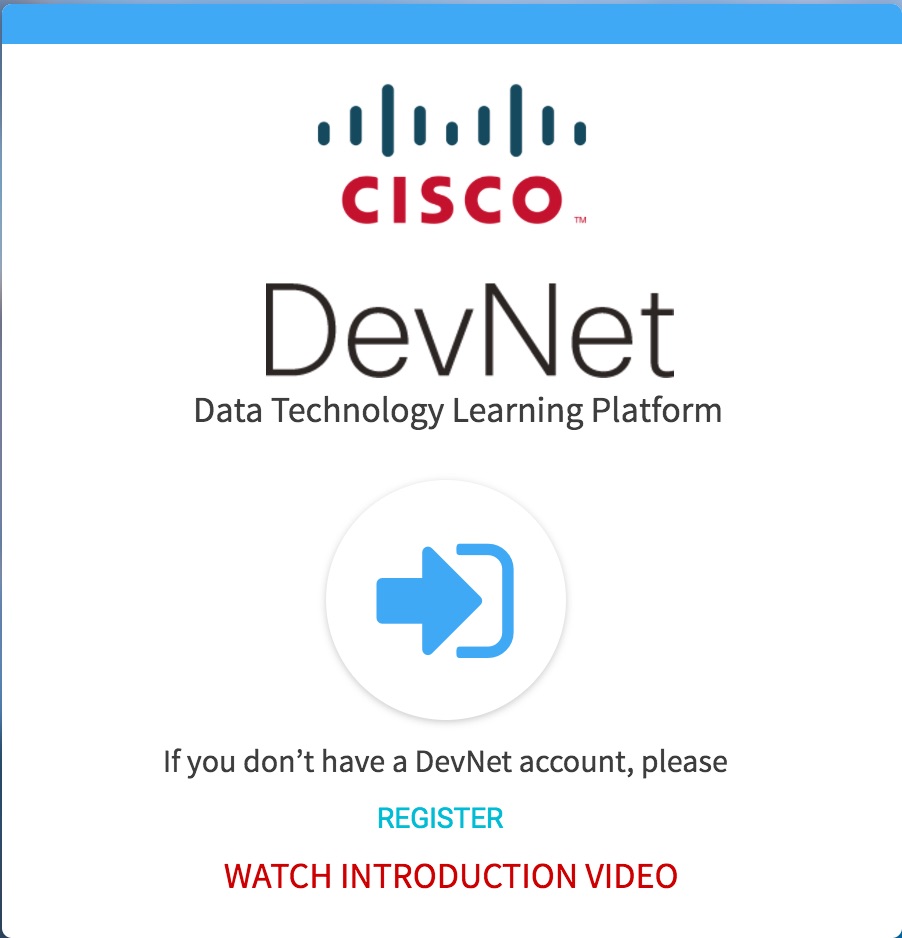 CISCO™
DevNet
Data Technology Learning Platform
If you don’t have a DevNet account, please
REGISTER
WATCH INTRODUCTION VIDEO